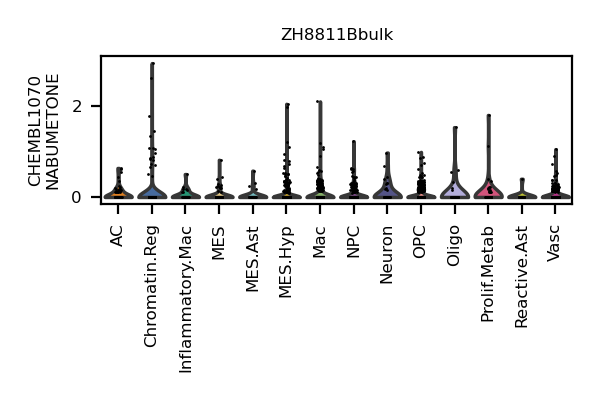 ZH8811Bbulk
CHEMBL1070
NABUMETONE
2
0
AC
Chromatin.Reg
Inflammatory.Mac
MES
MES.Ast
MES.Hyp
Mac
NPC
Neuron
OPC
Oligo
Prolif.Metab
Reactive.Ast
Vasc